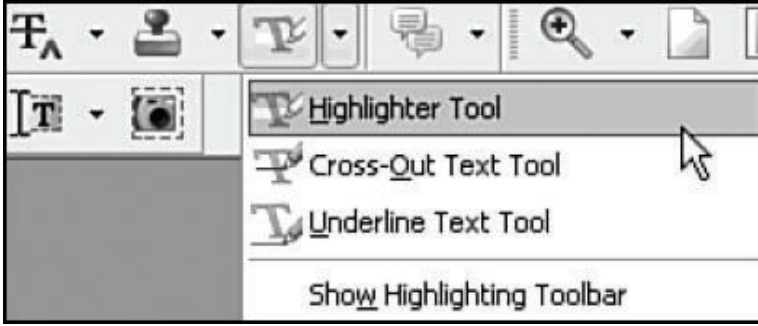 Highlighter Tool
Cross-Out Text Tool
Underline Text Tool
Show Highlighting Toolbar